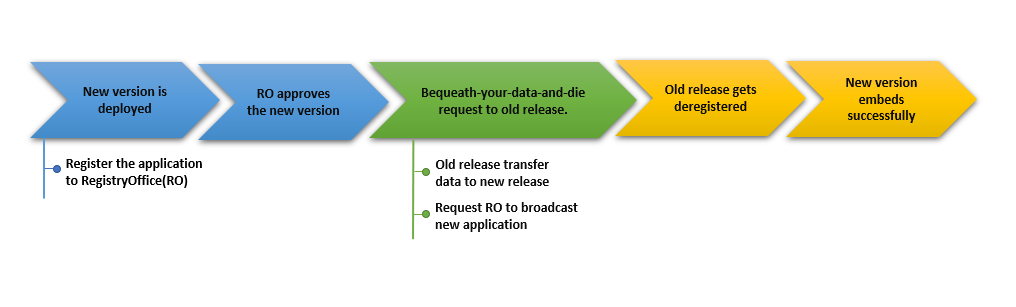 New version is
deployed
RO approves
the new version
Bequeath-your-data-and-die
request to old release.
Old release gets
deregistered
New version
embeds
successfully
Register the application
to RegistryOffice(RO)
Old release transfer
data to new release
Request RO to broadcast
new application